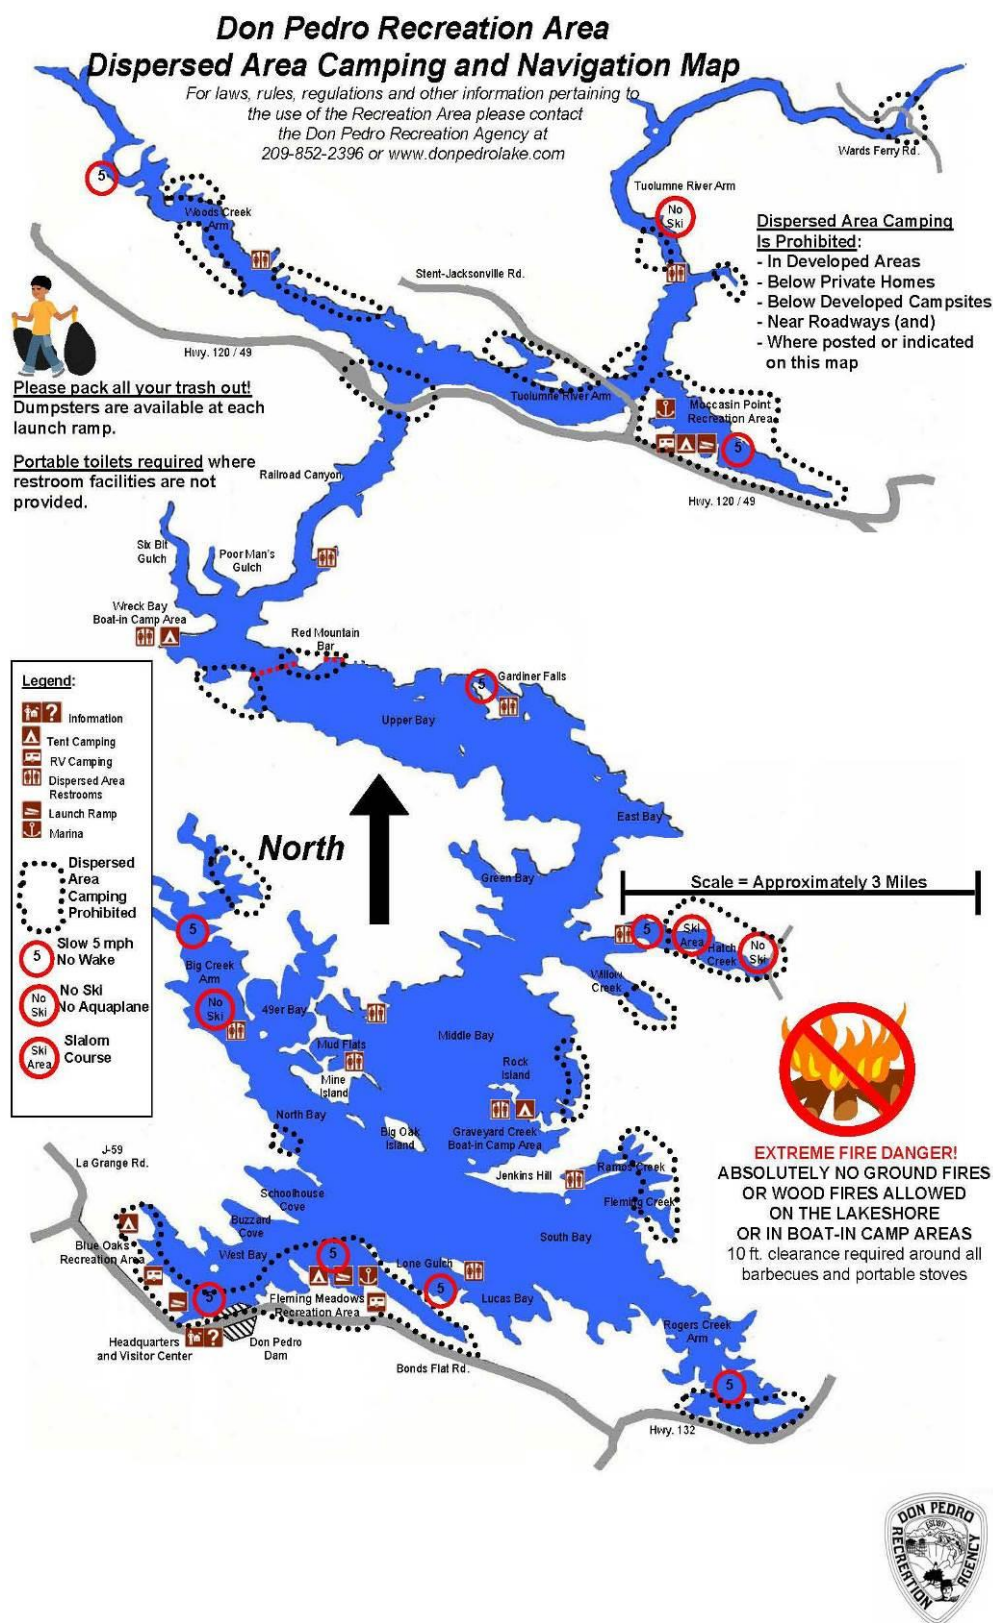 Don Pedro Recreation Area
Dispersed Area Camping and Navigation Map
For laws, rules, regulations and other information pertaining to
the use of the Recreation Area please contact
the Don Pedro Recreation Agency at
209-852-2396 or www.donpedrolake.com
Wards Ferry Rd.
5
Tuolumne River Arm
No
Ski
Woods Creek
Arm
Dispersed Area Camping
Is Prohibited:
- In Developed Areas
- Below Private Homes
- Below Developed Campsites
- Near Roadways (and)
- Where posted or indicated
on this map
Stent-Jacksonville Rd.
Hwy. 120 / 49
Please pack all your trash out!
Dumpsters are available at each
launch ramp.
Tuolumne River Arm
Moccasin Point
Recreation Area
5
Portable toilets required where
restroom facilities are not
provided.
Railroad Canyon
Hwy. 120 / 49
Six Bit
Gulch
Poor Man's
Gulch
Wreck Bay
Boat-in Camp Area
Red Mountain
Bar
Gardiner Falls
5
Upper Bay
Legend:
? Information
Tent Camping
RV Camping
Dispersed Area
Restrooms
Launch Ramp
Marina
Dispersed
Area
Camping
Prohibited
5
Slow 5 mph
No Wake
No
Ski
No Ski
No Aquaplane
Ski
Area
Slalom
Course
North
East Bay
Green Bay
Scale = Approximately 3 Miles
5
Big Creek
Arm
No
Ski
5
Ski
Area
Hatch
Creek
No
Ski
Willow
Creek
49er Bay
Middle Bay
Mud Flats
Mine
Island
Rock
Island
North Bay
Big Oak
Island
Graveyard Creek
Boat-in Camp Area
EXTREME FIRE DANGER!
ABSOLUTELY NO GROUND FIRES
OR WOOD FIRES ALLOWED
ON THE LAKESHORE
OR IN BOAT-IN CAMP AREAS
10 ft. clearance required around all
barbecues and portable stoves
J-59
La Grange Rd.
Jenkins Hill
Ramos Creek
Fleming Creek
Schoolhouse
Cove
Buzzard
Cove
South Bay
Blue Oaks
Recreation Area
West Bay
5
Lone Gulch
5
Lucas Bay
5
Fleming Meadows
Recreation Area
Headquarters
and Visitor Center
?
Don Pedro
Dam
Bonds Flat Rd.
Rogers Creek
Arm
5
Hwy. 132
DON PEDRO
RECREATION
AGENCY